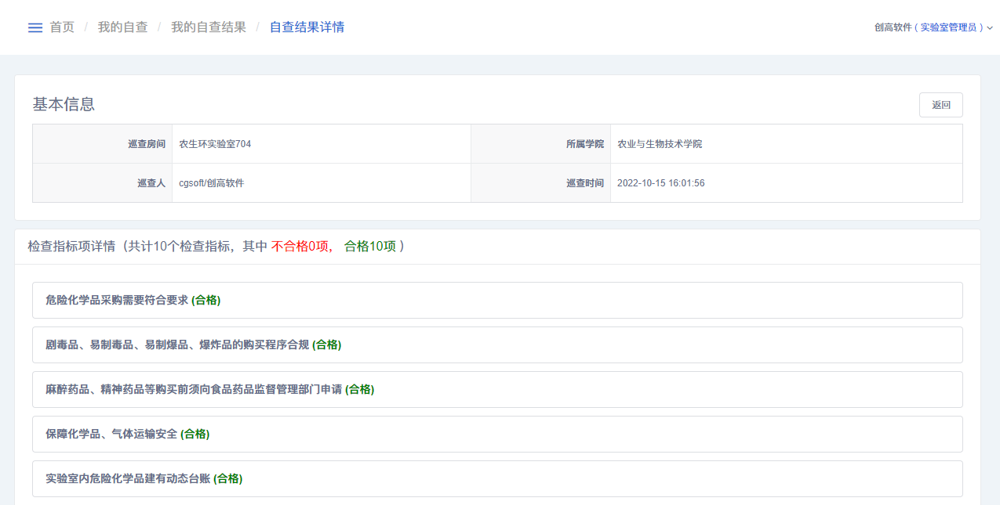 首页 / 我的自查 / 我的自查结果 / 自查结果详情
创高软件 ( 实验室管理员 )
基本信息
返回
巡查房间 农生环实验室704 所属学院 农业与生物技术学院
巡查人 cgsoft/创高软件 巡查时间 2022-10-15 16:01:56
检查指标项详情（共计10个检查指标，其中 不合格0项， 合格10项 ）
危险化学品采购需要符合要求 (合格)
剧毒品、易制毒品、易制爆品、爆炸品的购买程序合规 (合格)
麻醉药品、精神药品等购买前须向食品药品监督管理部门申请 (合格)
保障化学品、气体运输安全 (合格)
实验室内危险化学品建有动态台账 (合格)